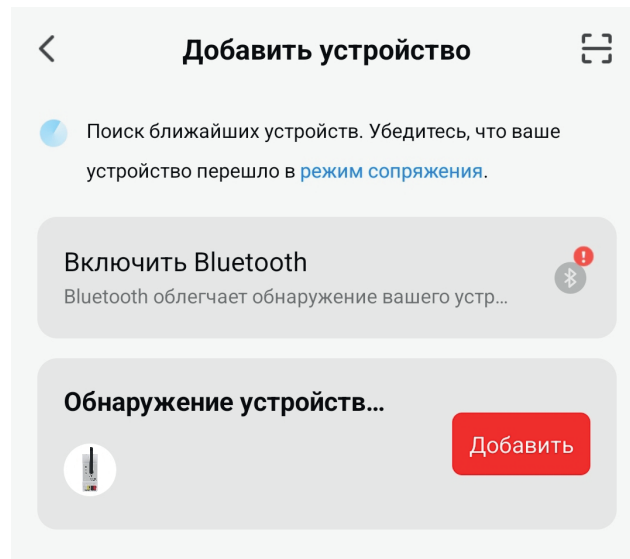 Добавить устройство
Поиск ближайших устройств. Убедитесь, что ваше
устройство перешло в режим сопряжения.
Включить Bluetooth
Bluetooth облегчает обнаружение вашего устр...
Обнаружение устройств...
Добавить